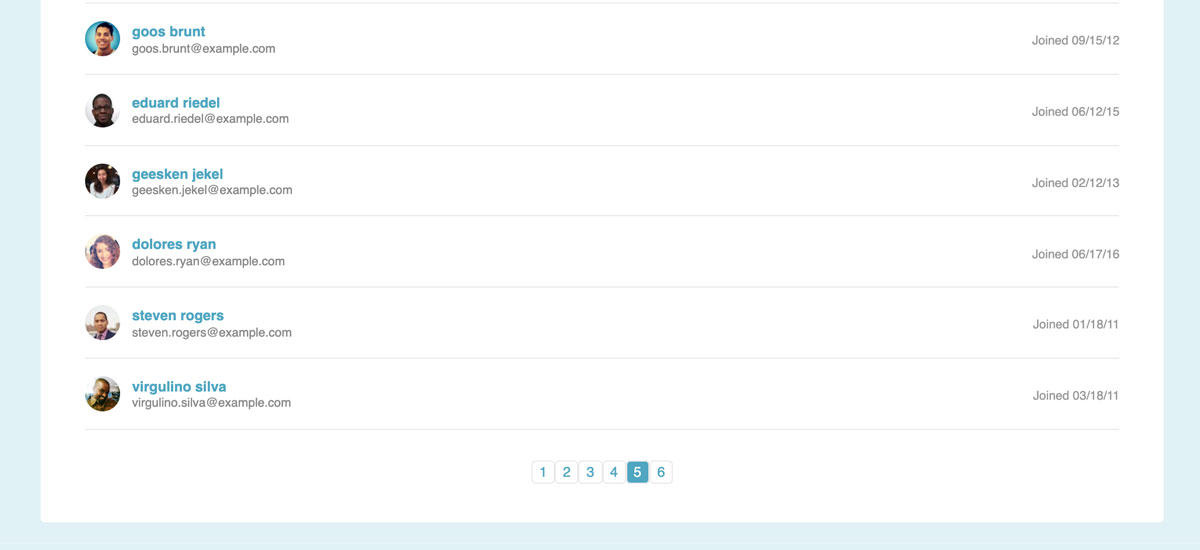 goos brunt
goos.brunt@example.com
Joined 09/15/12
eduard riedel
eduard.riedel@example.com
Joined 06/12/15
geesken jekel
geesken.jekel@example.com
Joined 02/12/13
dolores ryan
dolores.ryan@example.com
Joined 06/17/16
steven rogers
steven.rogers@example.com
Joined 01/18/11
virgulino silva
virgulino.silva@example.com
Joined 03/18/11
1 2 3 4 5 6